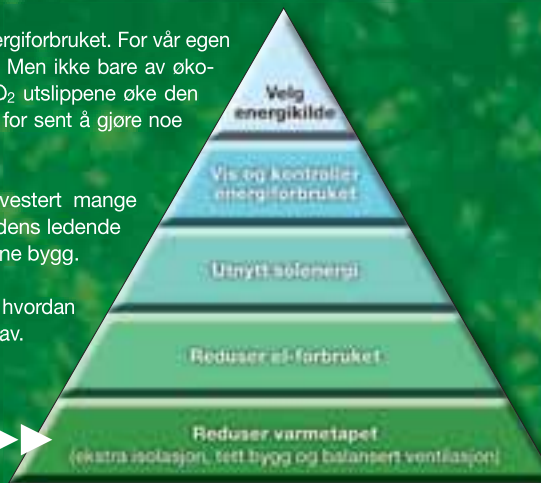 ergiforbruket. For vår egen
Men ikke bare av øko-
O₂ utslippene øke den
for sent å gjøre noe
vestert mange
dens ledende
ne bygg.
hvordan
av.
Velg
energikilde
Vis og kontroller
energiforbruket
Utnytt solenergi
Reduser el-forbruket
Reduser varmetapet
(ekstra isolasjon, tett bygg og balansert ventilasjon)